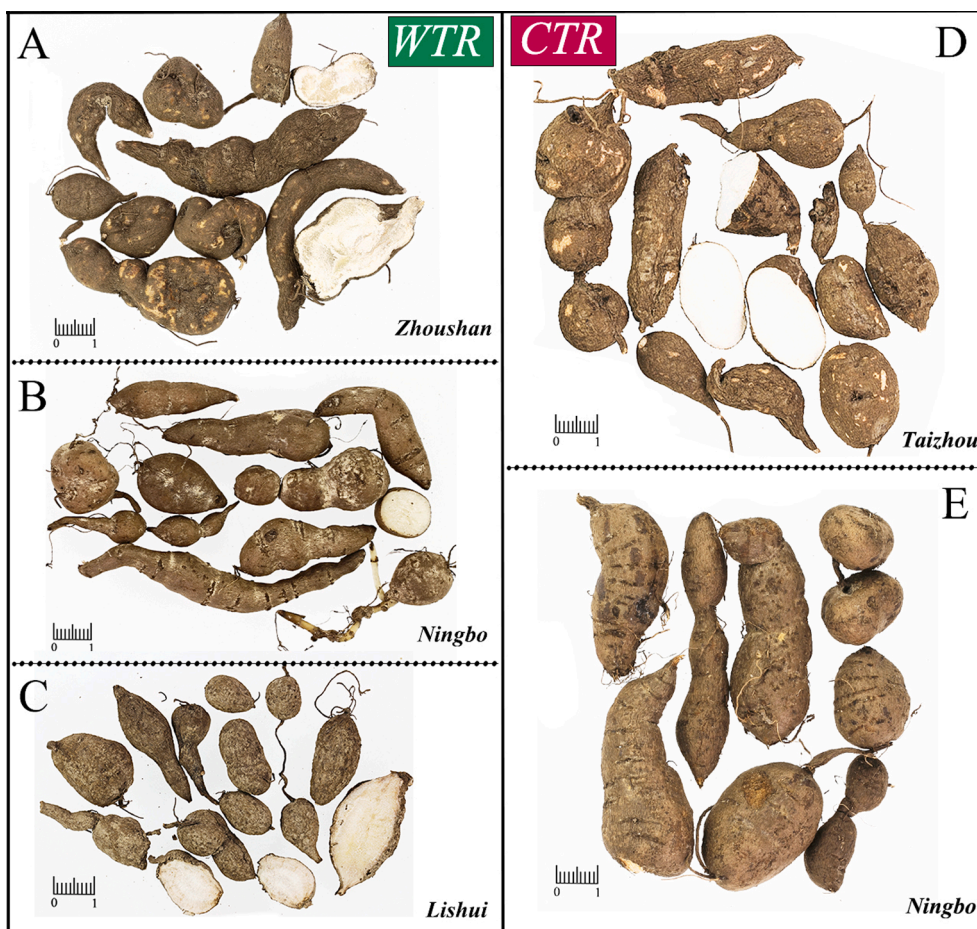 A
WTR
0 1
Zhoushan
B
0 1
Ningbo
C
0 1
Lishui
CTR
D
0 1
Taizhou
E
0 1
Ningbo